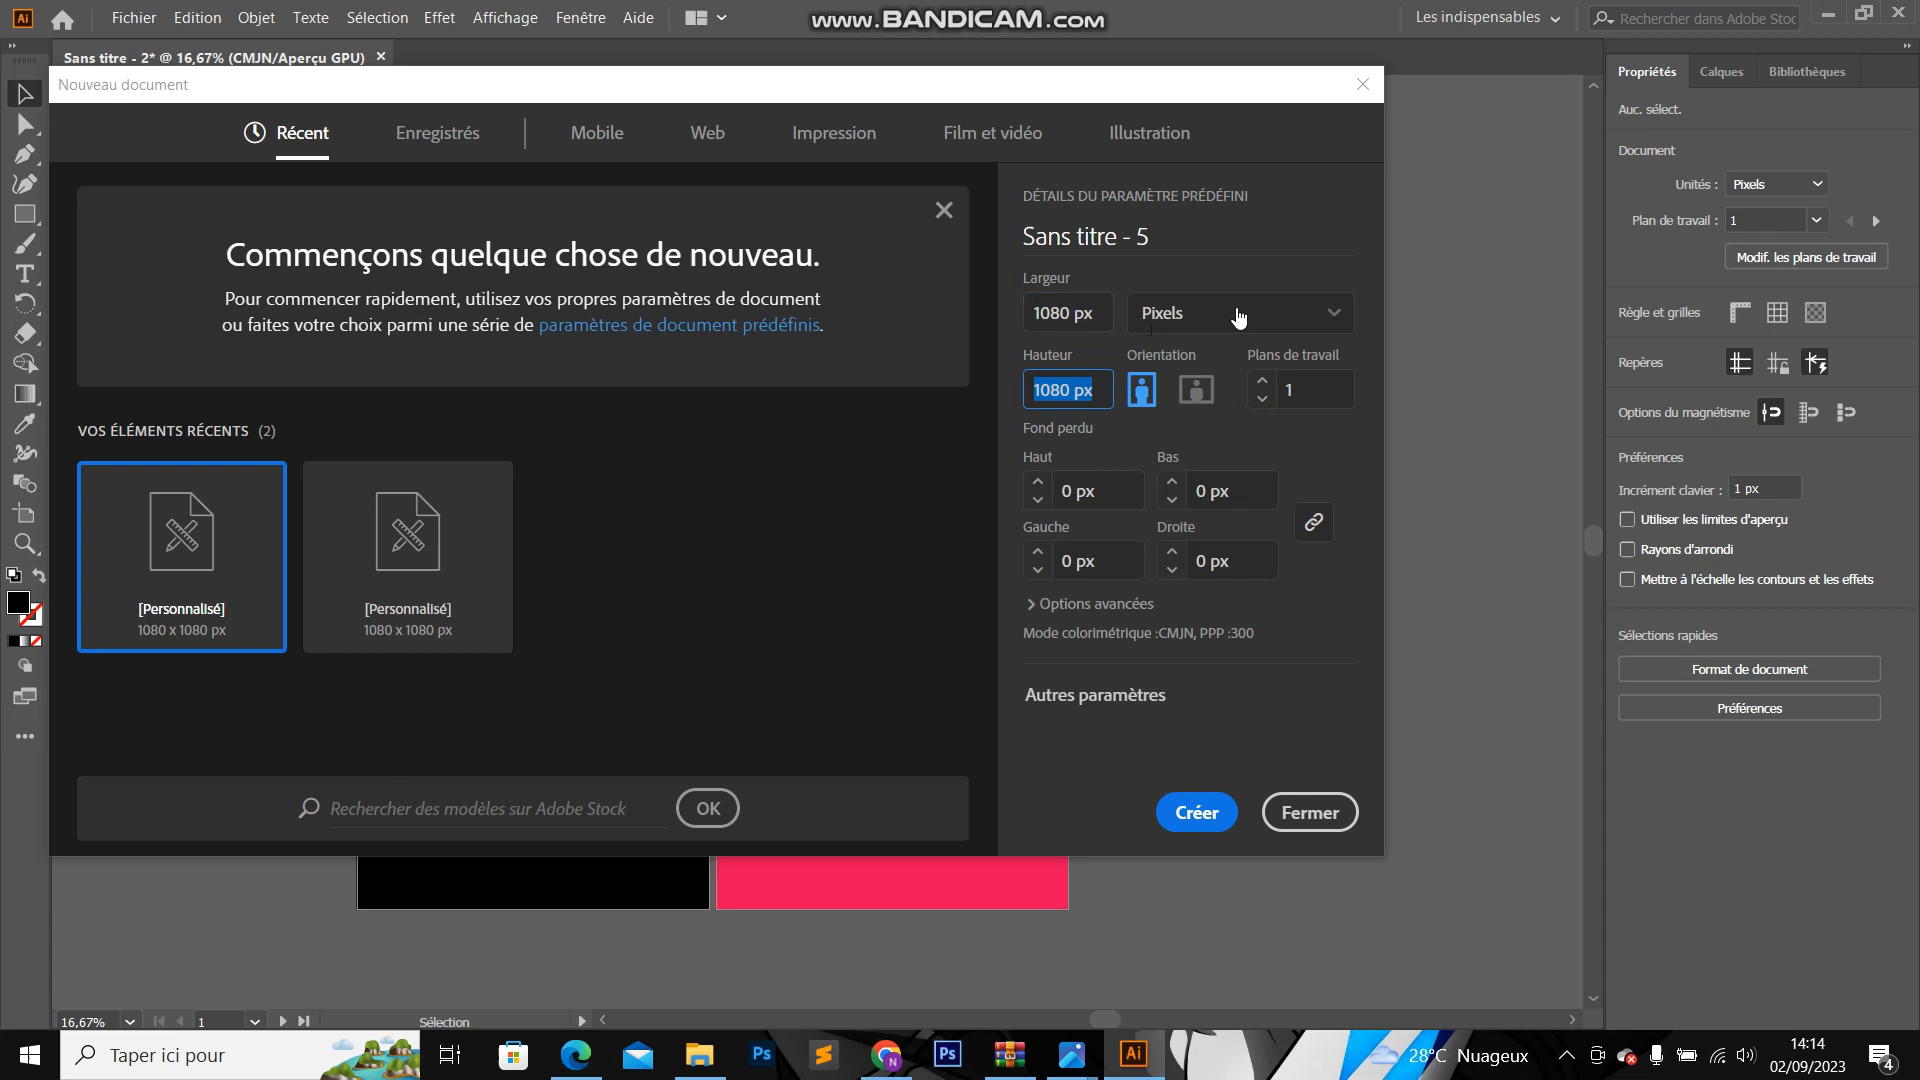 Ai Fichier Edition Objet Texte Sélection Effet Affichage Fenêtre Aide www.BANDICAM.com Les indispensables Rechercher dans Adobe Stoc
Sans titre - 2* @ 16,67% (CMJN/Aperçu GPU)
Nouveau document
Récent Enregistrés Mobile Web Impression Film et vidéo Illustration
Commençons quelque chose de nouveau.
Pour commencer rapidement, utilisez vos propres paramètres de document
ou faites votre choix parmi une série de paramètres de document prédéfinis.
VOS ÉLÉMENTS RÉCENTS (2)
[Personnalisé]
1080 x 1080 px
[Personnalisé]
1080 x 1080 px
Rechercher des modèles sur Adobe Stock OK
DÉTAILS DU PARAMÈTRE PRÉDÉFINI
Sans titre - 5
Largeur
1080 px Pixels
Hauteur Orientation Plans de travail
1080 px 1
Fond perdu
Haut Bas
0 px 0 px
Gauche Droite
0 px 0 px
Options avancées
Mode colorimétrique :CMJN, PPP :300
Autres paramètres
Créer Fermer
Propriétés Calques Bibliothèques
Auc. sélect.
Document
Unités : Pixels
Plan de travail : 1
Modif. les plans de travail
Règle et grilles
Repères
Options du magnétisme
Préférences
Incrément clavier : 1 px
Utiliser les limites d'aperçu
Rayons d'arrondi
Mettre à l'échelle les contours et les effets
Sélections rapides
Format de document
Préférences
16,67% 1 Sélection
Taper ici pour Ps N Ps Ai 28°C Nuageux 14:14
02/09/2023 4